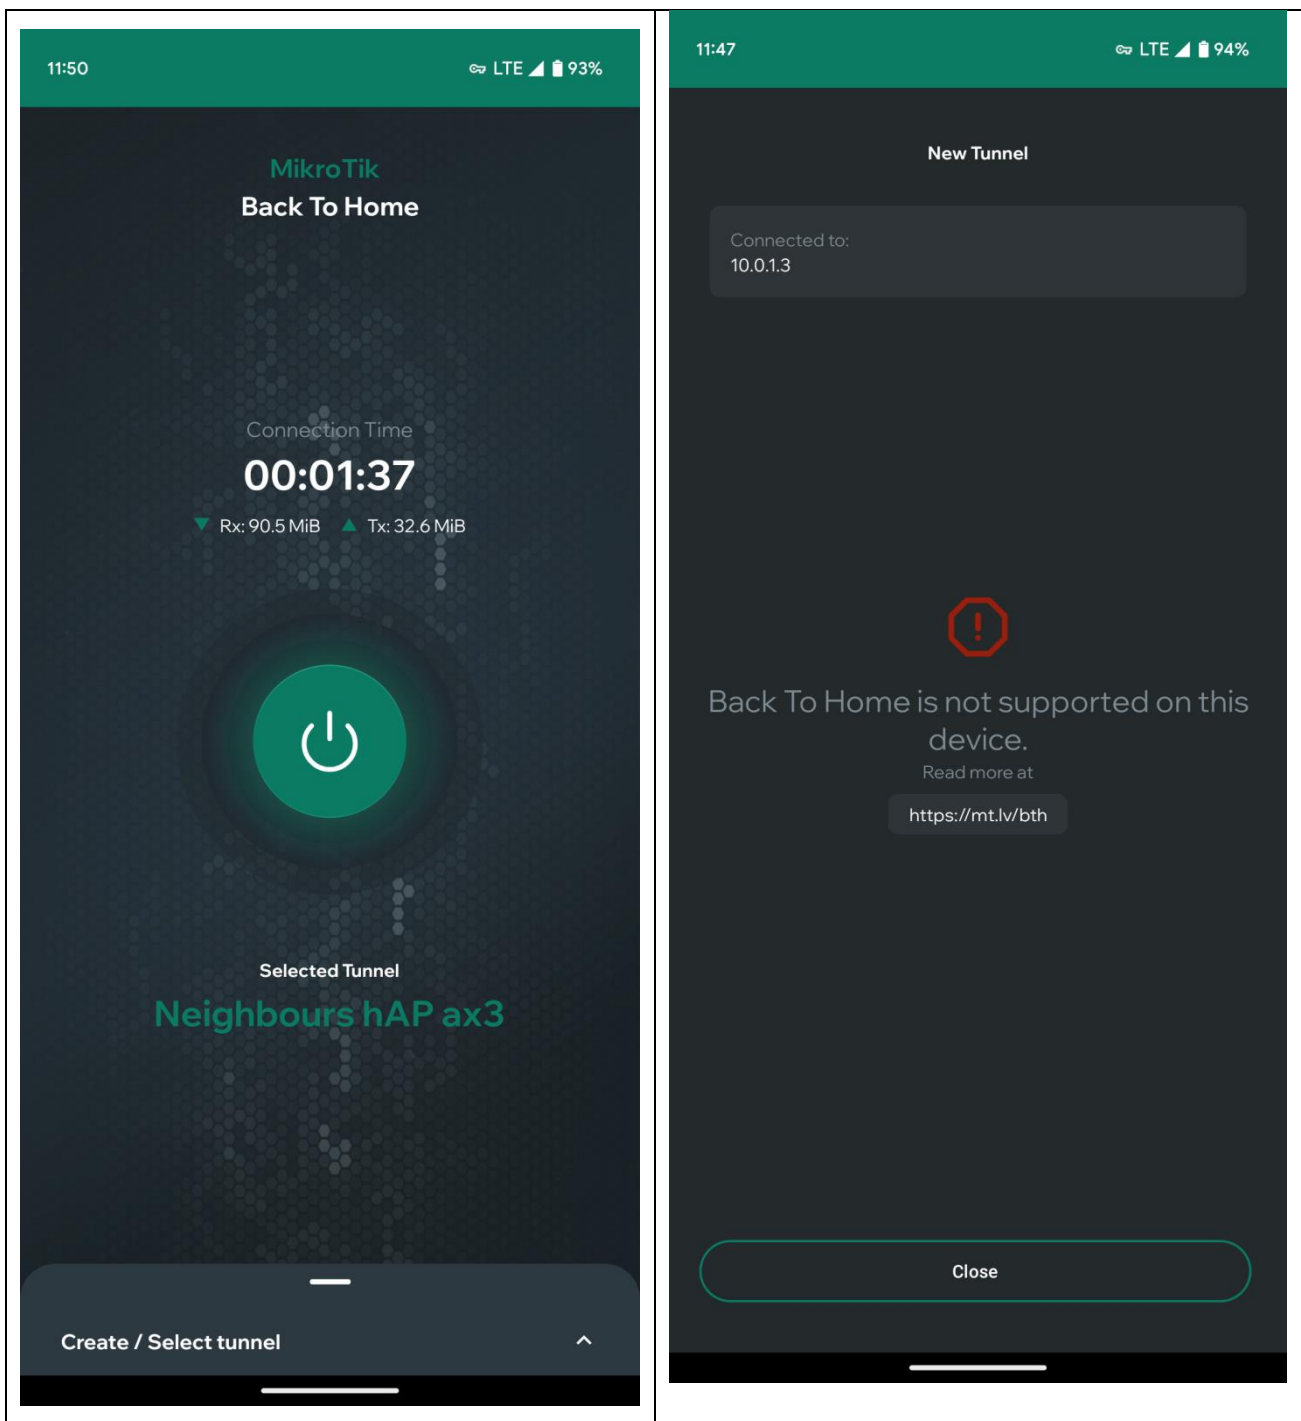 11:50
LTE 93%
MikroTik
Back To Home
Connection Time
00:01:37
Rx: 90.5 MiB Tx: 32.6 MiB
Selected Tunnel
Neighbours hAP ax3
Create / Select tunnel
11:47
LTE 94%
New Tunnel
Connected to:
10.0.1.3
Back To Home is not supported on this
device.
Read more at
https://mt.lv/bth
Close